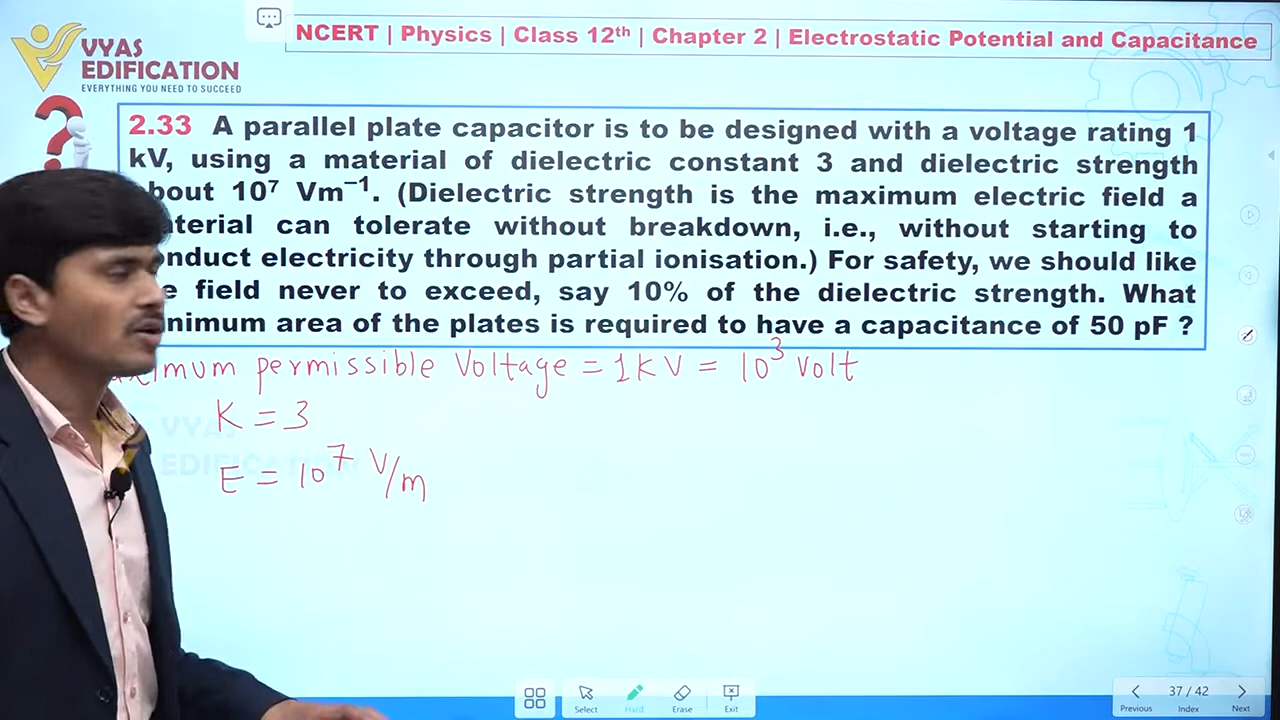 NCERT | Physics | Class 12th | Chapter 2 | Electrostatic Potential and Capacitance
VYAS
EDIFICATION
EVERYTHING YOU NEED TO SUCCEED
2.33 A parallel plate capacitor is to be designed with a voltage rating 1
kV, using a material of dielectric constant 3 and dielectric strength
bout 10⁷ Vm⁻¹. (Dielectric strength is the maximum electric field a
aterial can tolerate without breakdown, i.e., without starting to
onduct electricity through partial ionisation.) For safety, we should like
e field never to exceed, say 10% of the dielectric strength. What
nimum area of the plates is required to have a capacitance of 50 pF ?
ximum permissible Voltage = 1KV = 10³ volt
K = 3
VYAS
EDIFICATION
E = 10⁷ V/m
Select
Hard
Erase
Exit
37 / 42
Previous
Index
Next